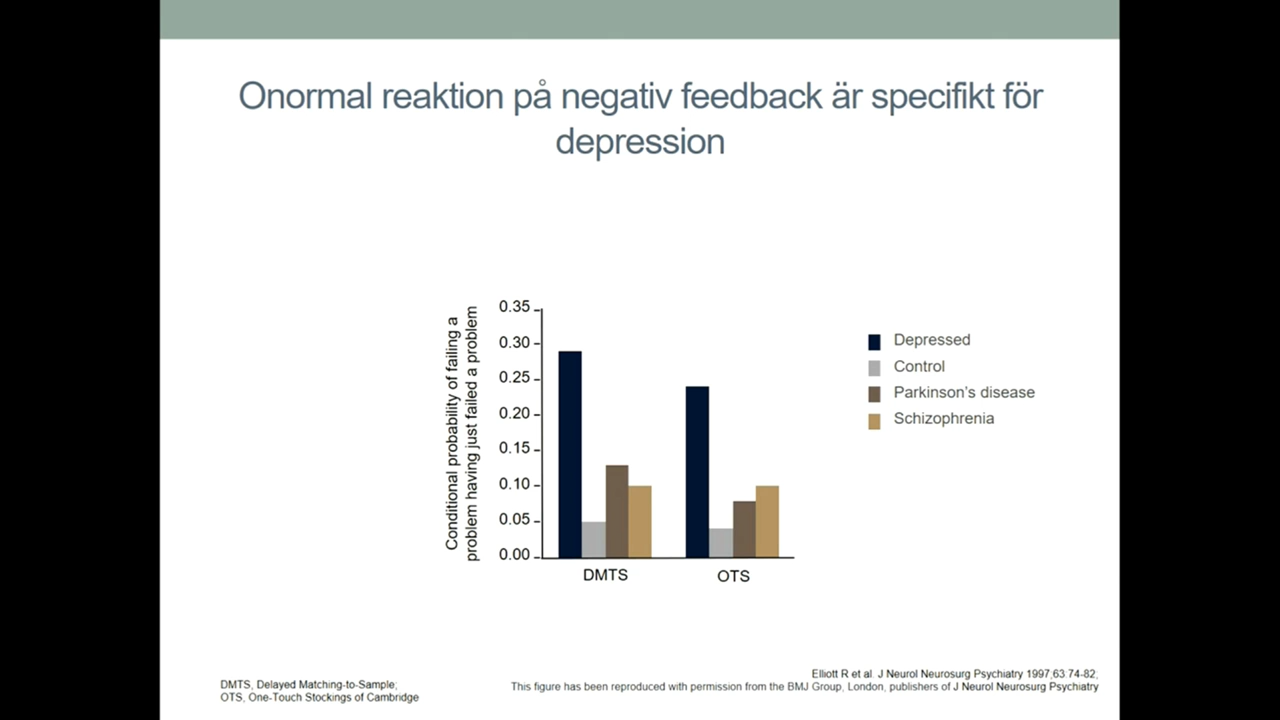 Onormal reaktion på negativ feedback är specifikt för
depression
Conditional probability of failing a
problem having just failed a problem
0.35
0.30
0.25
0.20
0.15
0.10
0.05
0.00
DMTS
OTS
Depressed
Control
Parkinson's disease
Schizophrenia
DMTS, Delayed Matching-to-Sample;
OTS, One-Touch Stockings of Cambridge
Elliott R et al. J Neurol Neurosurg Psychiatry 1997;63:74-82;
This figure has been reproduced with permission from the BMJ Group, London, publishers of J Neurol Neurosurg Psychiatry